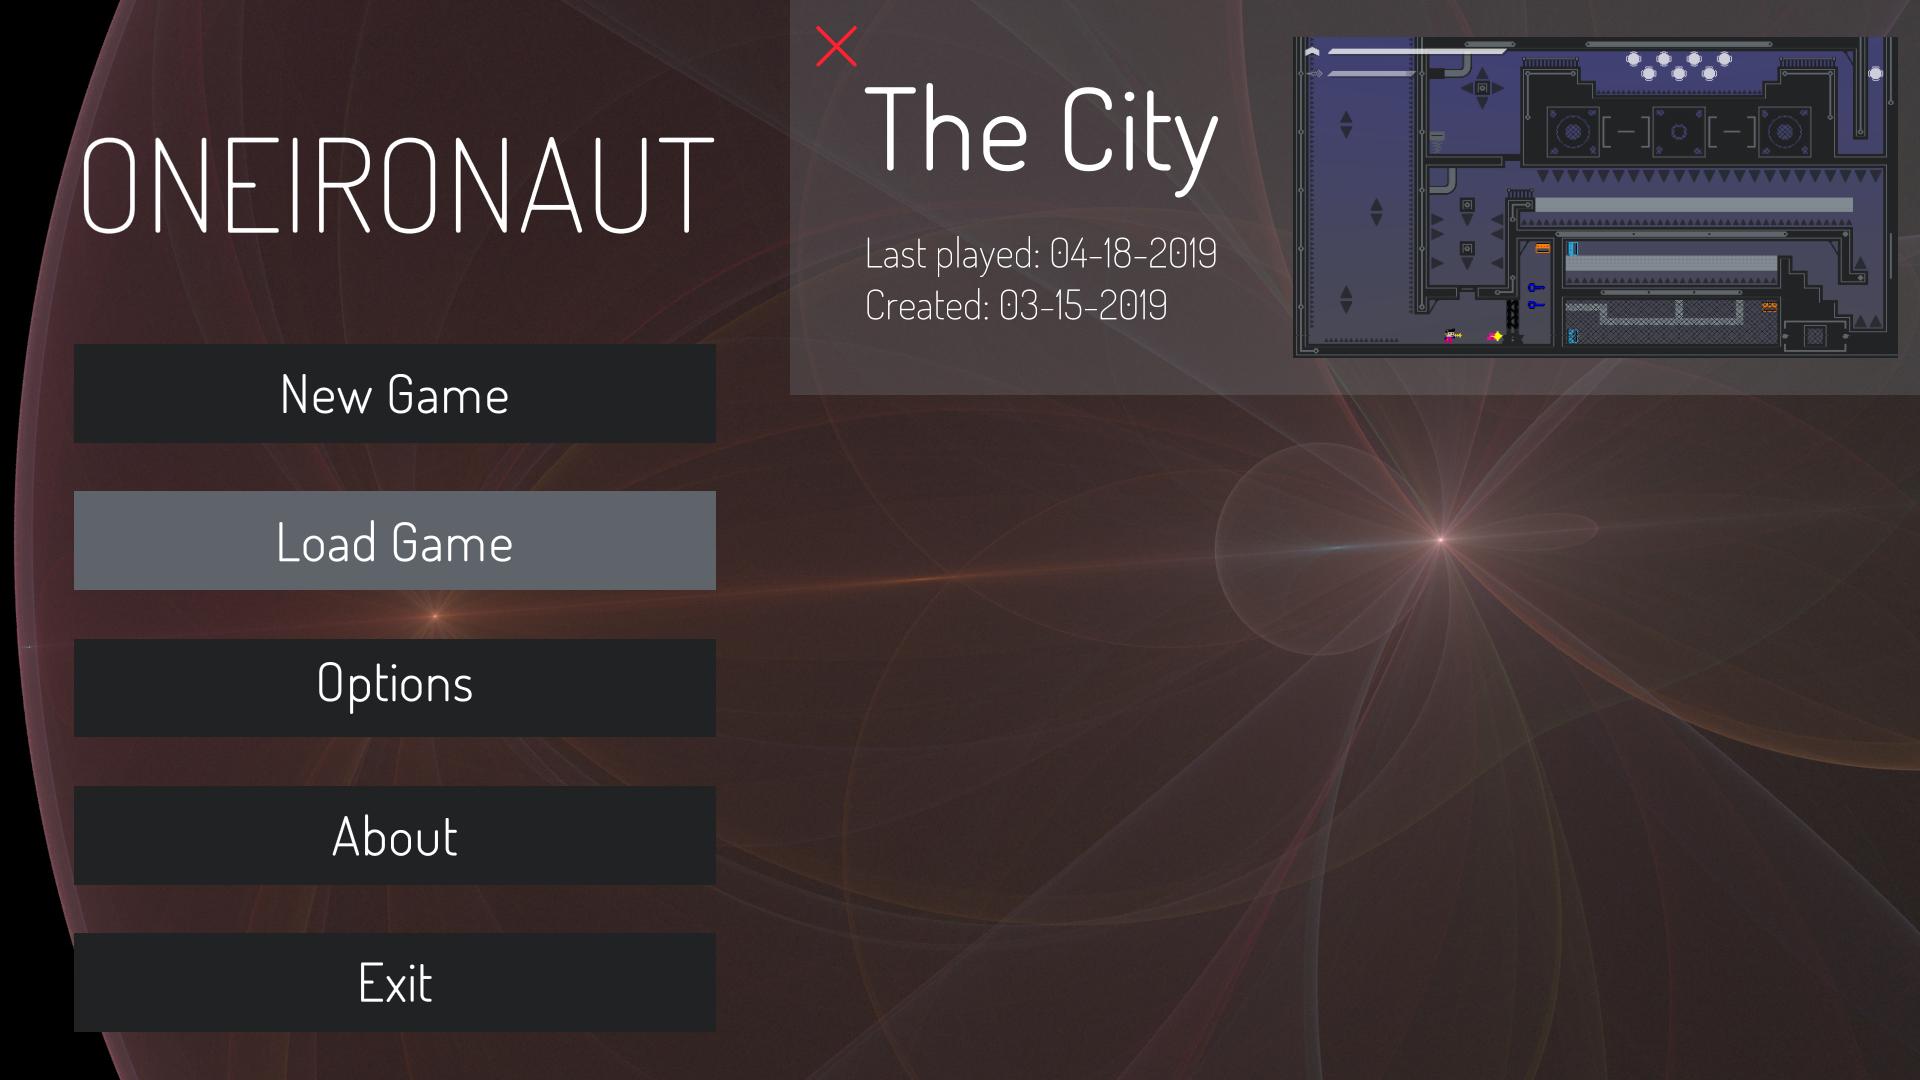 ONEIRONAUT
New Game
Load Game
Options
About
Exit
The City
Last played: 04-18-2019
Created: 03-15-2019